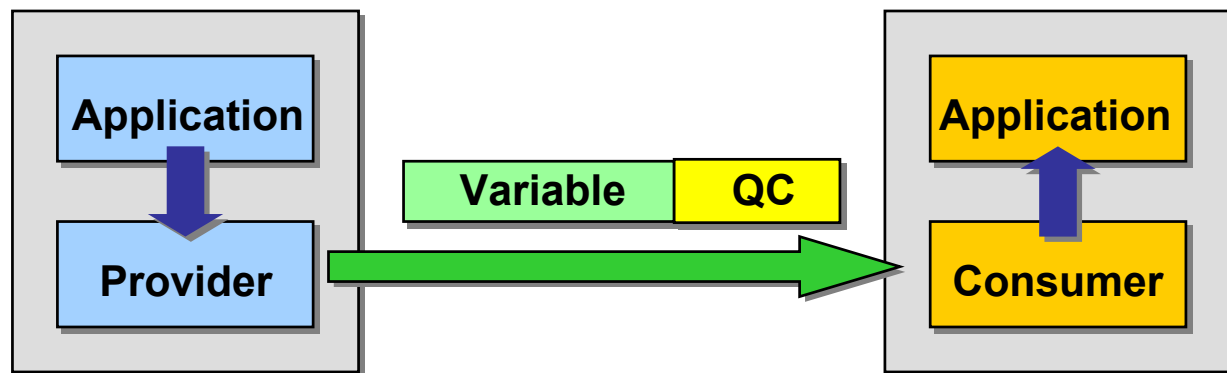 Application
Provider
Variable
QC
Application
Consumer